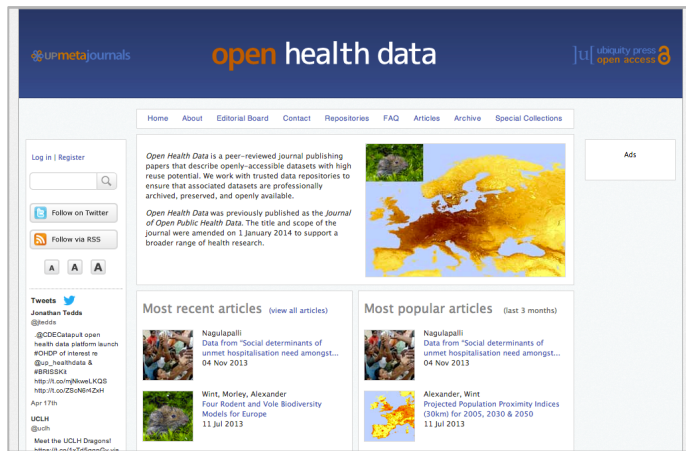 UPmetajournals
open health data
]u[ ubiquity press
open access
Home About Editorial Board Contact Repositories FAQ Articles Archive Special Collections
Log in | Register
Follow on Twitter
Follow via RSS
A A A
Tweets
Jonathan Tedds
@jtedds
.@CDECatapult open
health data platform launch
#OHDP of interest re
@up_healthdata &
#BRISSKit
http://t.co/mjNkweLKQS
http://t.co/ZScN6r4ZxH
Apr 17th
UCLH
@uclh
Meet the UCLH Dragons!
Open Health Data is a peer-reviewed journal publishing
papers that describe openly-accessible datasets with high
reuse potential. We work with trusted data repositories to
ensure that associated datasets are professionally
archived, preserved, and openly available.
Open Health Data was previously published as the Journal
of Open Public Health Data. The title and scope of the
journal were amended on 1 January 2014 to support a
broader range of health research.
Most recent articles (view all articles)
Nagulapalli
Data from "Social determinants of
unmet hospitalisation need amongst...
04 Nov 2013
Wint, Morley, Alexander
Four Rodent and Vole Biodiversity
Models for Europe
11 Jul 2013
Most popular articles (last 3 months)
Nagulapalli
Data from "Social determinants of
unmet hospitalisation need amongst...
04 Nov 2013
Alexander, Wint
Projected Population Proximity Indices
(30km) for 2005, 2030 & 2050
11 Jul 2013
Ads